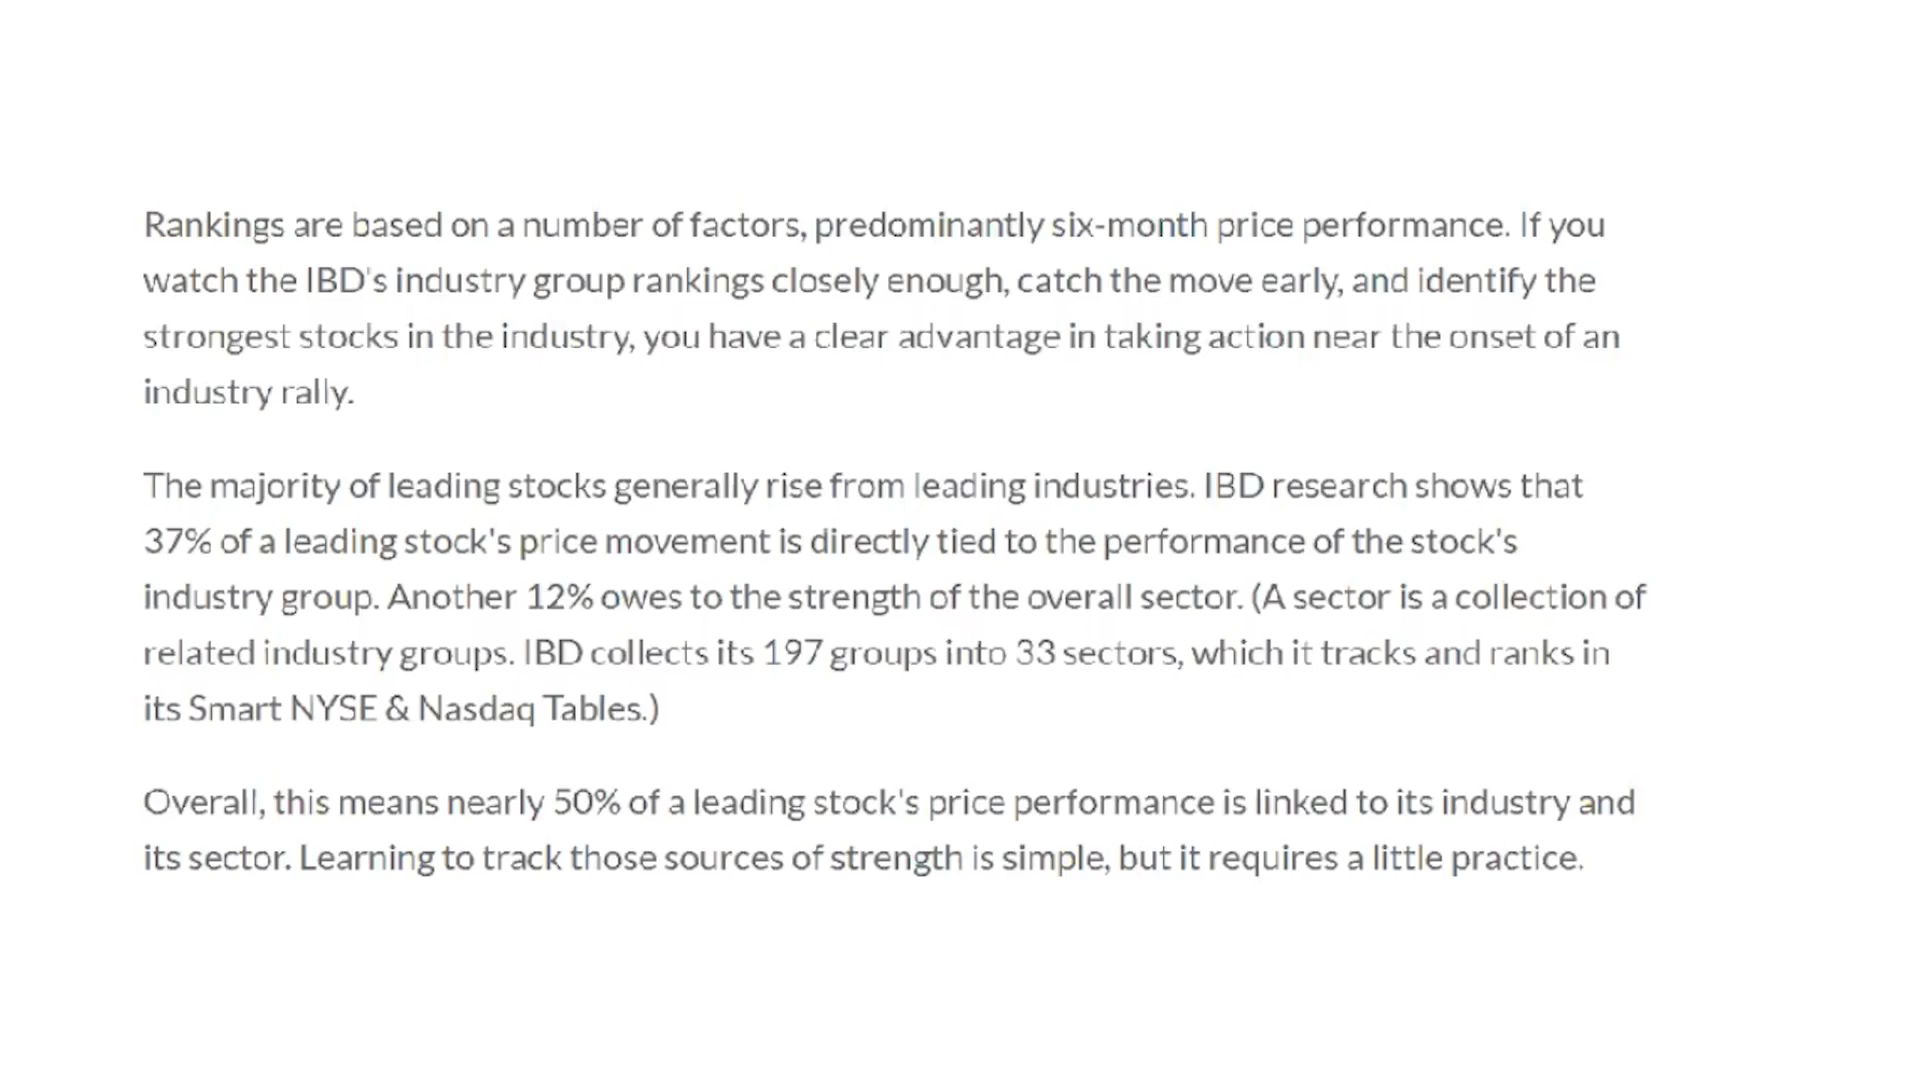 Rankings are based on a number of factors, predominantly six-month price performance. If you
watch the IBD's industry group rankings closely enough, catch the move early, and identify the
strongest stocks in the industry, you have a clear advantage in taking action near the onset of an
industry rally.
The majority of leading stocks generally rise from leading industries. IBD research shows that
37% of a leading stock's price movement is directly tied to the performance of the stock's
industry group. Another 12% owes to the strength of the overall sector. (A sector is a collection of
related industry groups. IBD collects its 197 groups into 33 sectors, which it tracks and ranks in
its Smart NYSE & Nasdaq Tables.)
Overall, this means nearly 50% of a leading stock's price performance is linked to its industry and
its sector. Learning to track those sources of strength is simple, but it requires a little practice.